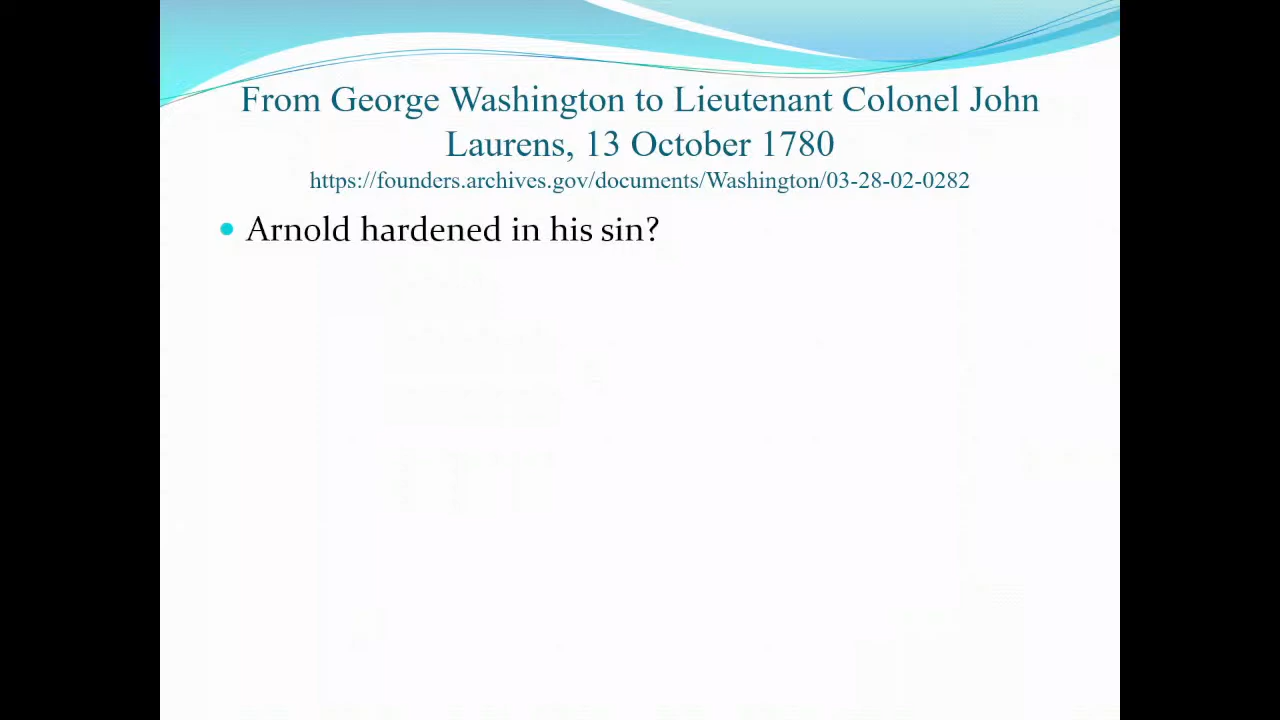 From George Washington to Lieutenant Colonel John
Laurens, 13 October 1780
https://founders.archives.gov/documents/Washington/03-28-02-0282
• Arnold hardened in his sin?